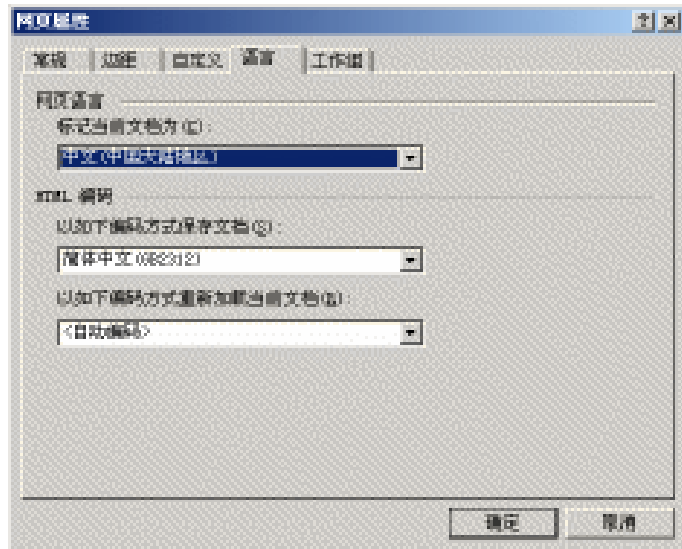 网页属性
常规 边距 自定义 语言 工作组
网页语言
标记当前文档为(C):
中文(中国大陆地区)
HTML 编码
以如下编码方式保存文档(S):
简体中文(GB2312)
以如下编码方式重新加载当前文档(R):
<自动编码>
确定 取消